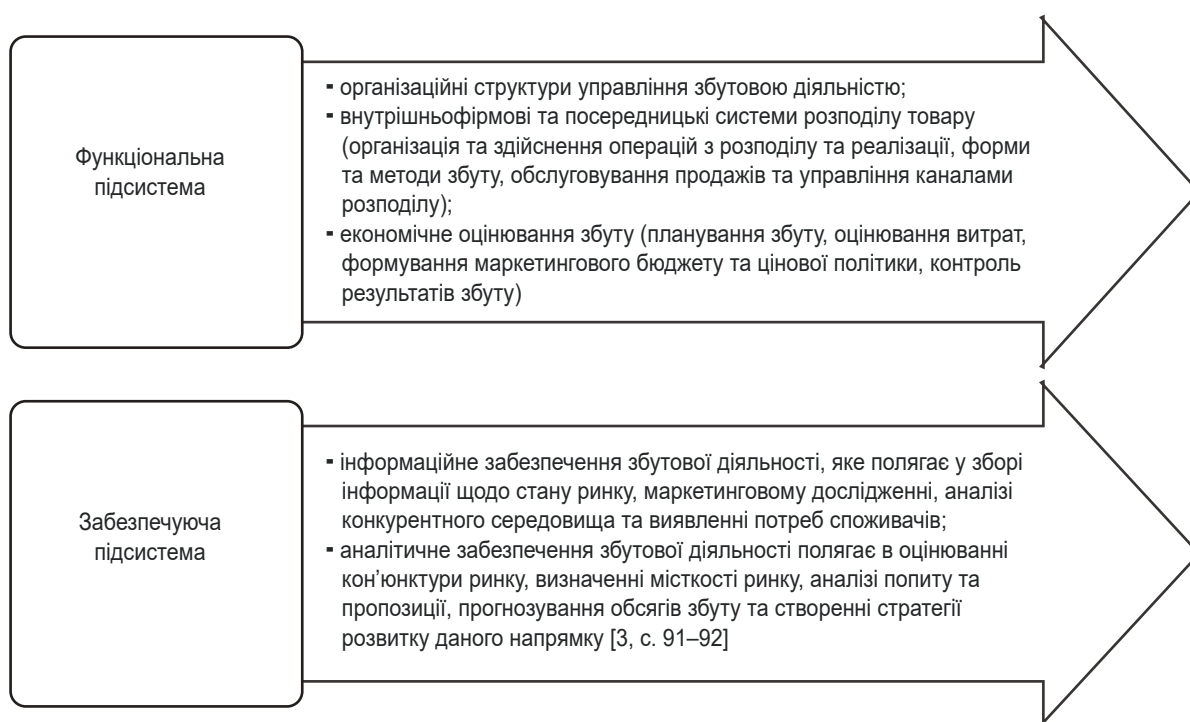 Функціональна
підсистема
- організаційні структури управління збутовою діяльністю;
- внутрішньофірмові та посередницькі системи розподілу товару
(організація та здійснення операцій з розподілу та реалізації, форми
та методи збуту, обслуговування продажів та управління каналами
розподілу);
- економічне оцінювання збуту (планування збуту, оцінювання витрат,
формування маркетингового бюджету та цінової політики, контроль
результатів збуту)
Забезпечуюча
підсистема
- інформаційне забезпечення збутової діяльності, яке полягає у зборі
інформації щодо стану ринку, маркетинговому дослідженні, аналізі
конкурентного середовища та виявленні потреб споживачів;
- аналітичне забезпечення збутової діяльності полягає в оцінюванні
кон’юнктури ринку, визначенні місткості ринку, аналізі попиту та
пропозиції, прогнозування обсягів збуту та створенні стратегії
розвитку даного напрямку [3, с. 91–92]